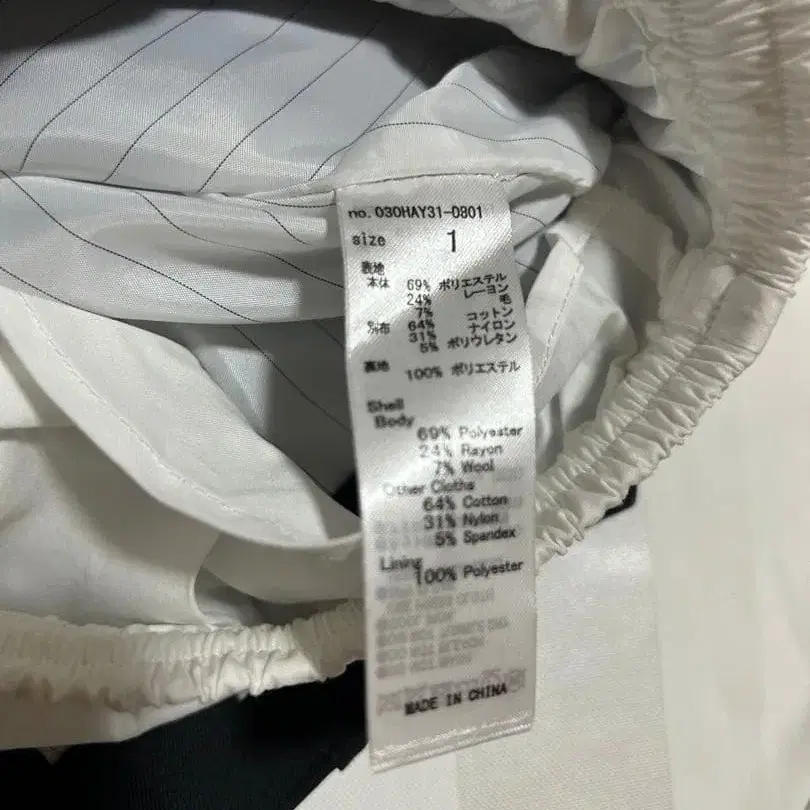 no. 030HAY31-0801
size 1
表地
本体 69% ポリエステル
24% レーヨン
7% 毛
別布 64% コットン
31% ナイロン
5% ポリウレタン
裏地 100% ポリエステル
Shell
Body
69% Polyester
24% Rayon
7% Wool
Other Cloths
64% Cotton
31% Nylon
5% Spandex
Lining
100% Polyester
MADE IN CHINA